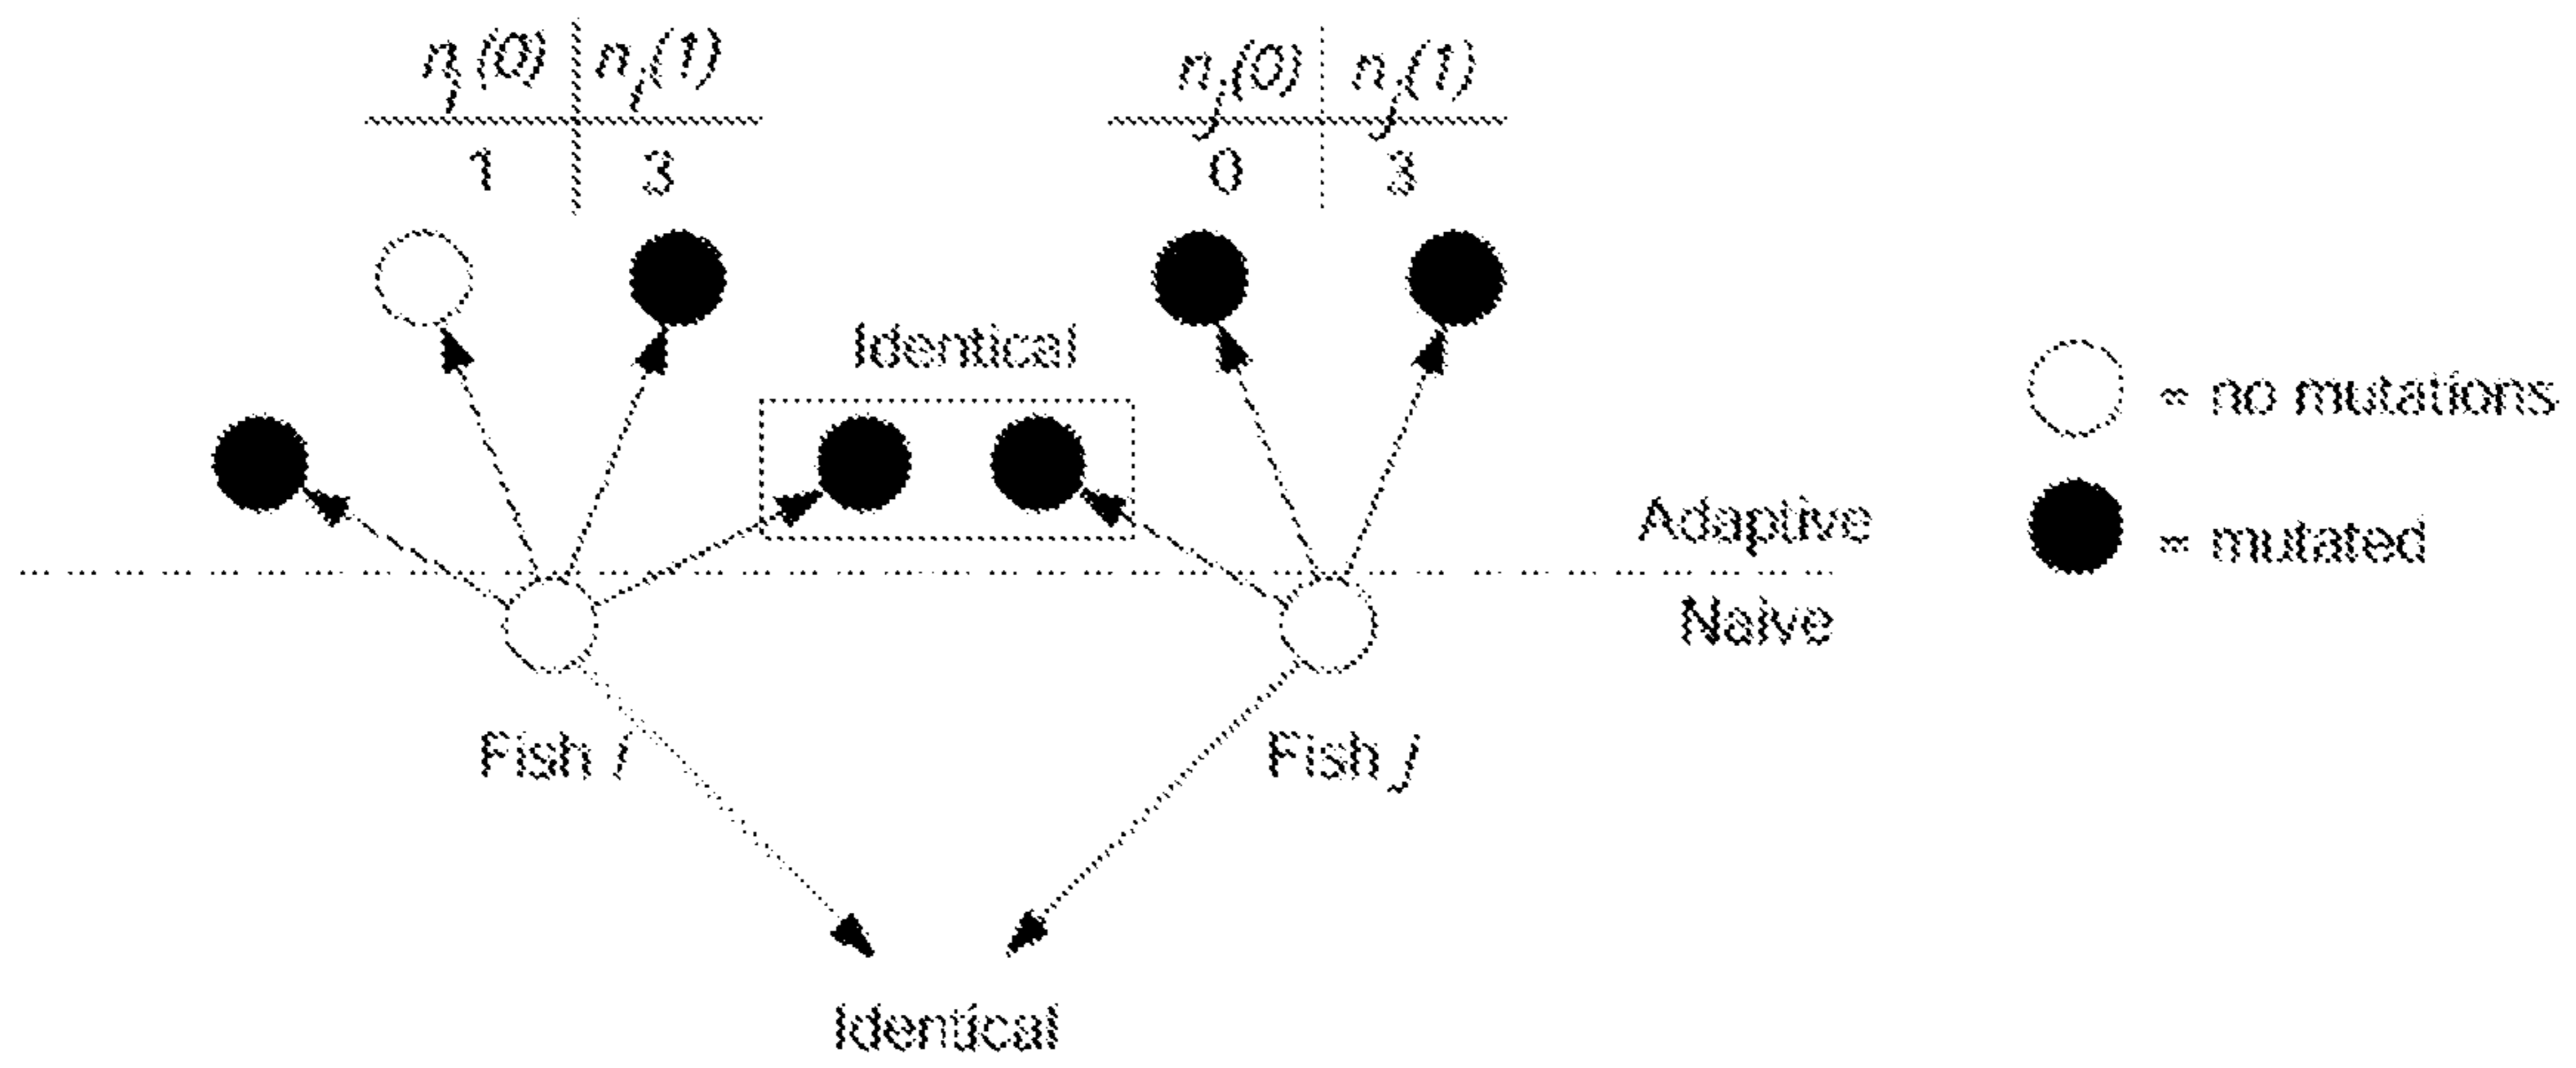 n_i(0) n_i(1) n_j(0) n_j(1)
1 3 0 3
Identical
= no mutations
Adaptive
= mutated
Naive
Fish i Fish j
Identical